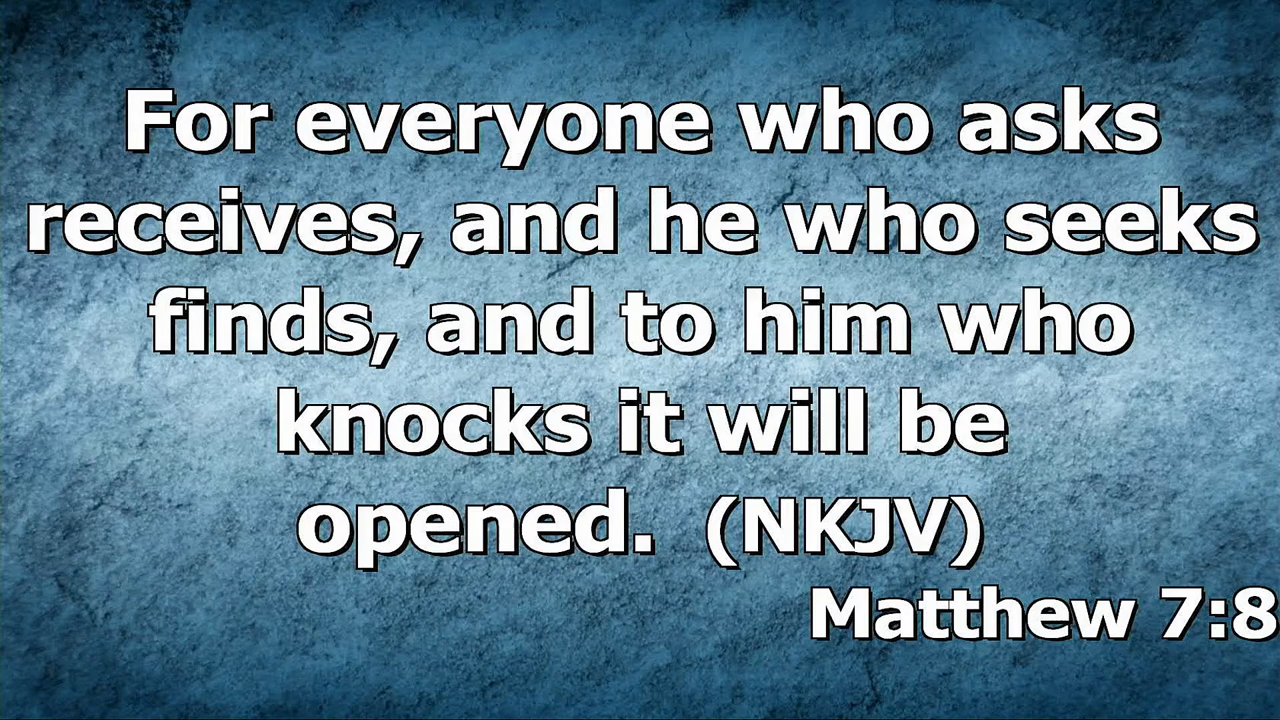 For everyone who asks
receives, and he who seeks
finds, and to him who
knocks it will be
opened.  (NKJV)
Matthew 7:8